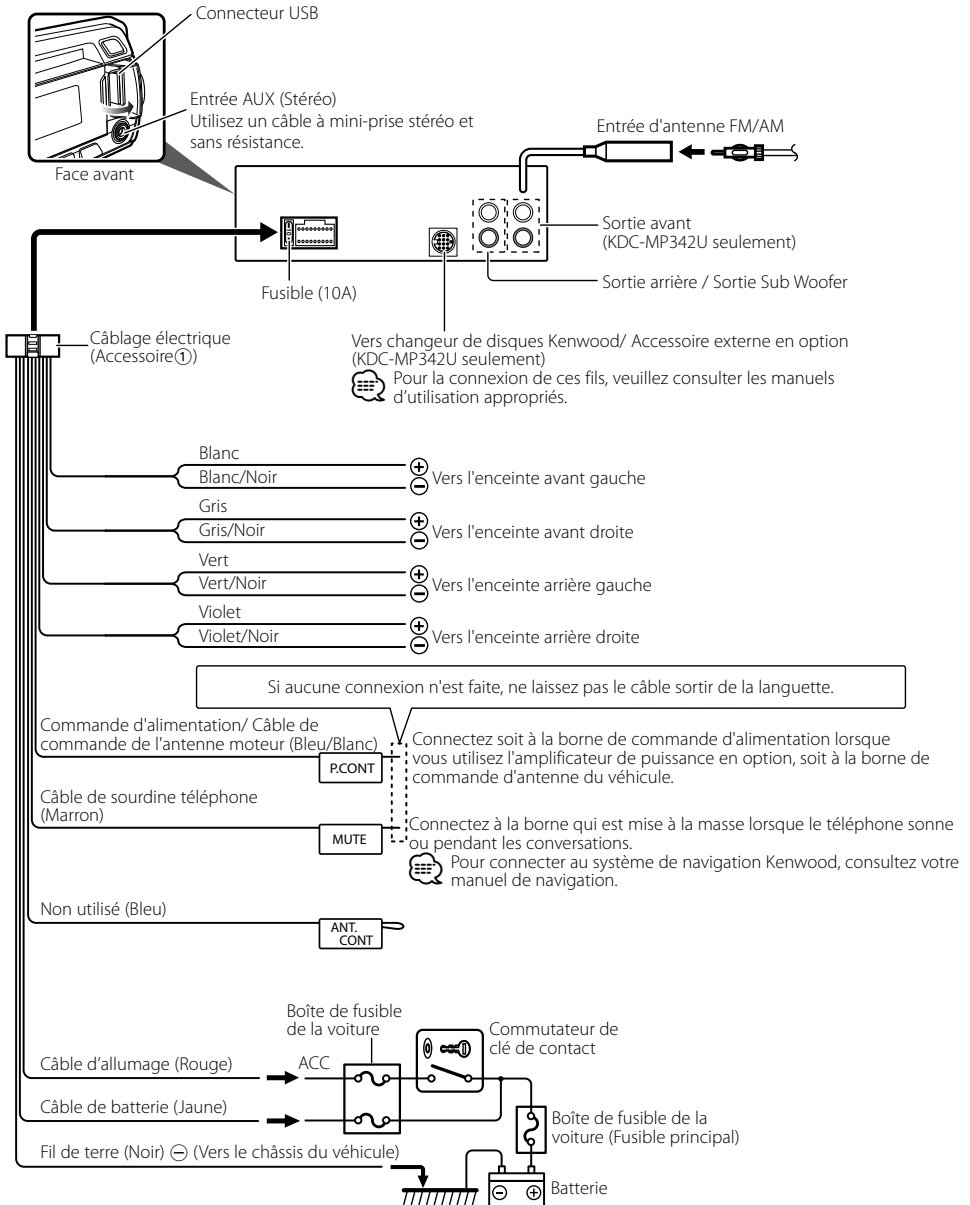 Connecteur USB
Entrée AUX (Stéréo)
Utilisez un câble à mini-prise stéréo et
sans résistance.
Face avant
Entrée d'antenne FM/AM
Sortie avant
(KDC-MP342U seulement)
Sortie arrière / Sortie Sub Woofer
Fusible (10A)
Câblage électrique
(Accessoire①)
Vers changeur de disques Kenwood/ Accessoire externe en option
(KDC-MP342U seulement)
Pour la connexion de ces fils, veuillez consulter les manuels
d’utilisation appropriés.
Blanc
Blanc/Noir
⊕
⊖
Vers l'enceinte avant gauche
Gris
Gris/Noir
⊕
⊖
Vers l'enceinte avant droite
Vert
Vert/Noir
⊕
⊖
Vers l'enceinte arrière gauche
Violet
Violet/Noir
⊕
⊖
Vers l'enceinte arrière droite
Si aucune connexion n'est faite, ne laissez pas le câble sortir de la languette.
Commande d'alimentation/ Câble de
commande de l'antenne moteur (Bleu/Blanc)
P.CONT
Connectez soit à la borne de commande d'alimentation lorsque
vous utilisez l'amplificateur de puissance en option, soit à la borne de
commande d'antenne du véhicule.
Câble de sourdine téléphone
(Marron)
MUTE
Connectez à la borne qui est mise à la masse lorsque le téléphone sonne
ou pendant les conversations.
Pour connecter au système de navigation Kenwood, consultez votre
manuel de navigation.
Non utilisé (Bleu)
ANT.
CONT
Boîte de fusible
de la voiture
Commutateur de
clé de contact
Câble d’allumage (Rouge)
ACC
Câble de batterie (Jaune)
Boîte de fusible de la
voiture (Fusible principal)
Fil de terre (Noir) ⊖ (Vers le châssis du véhicule)
⊖ ⊕
Batterie